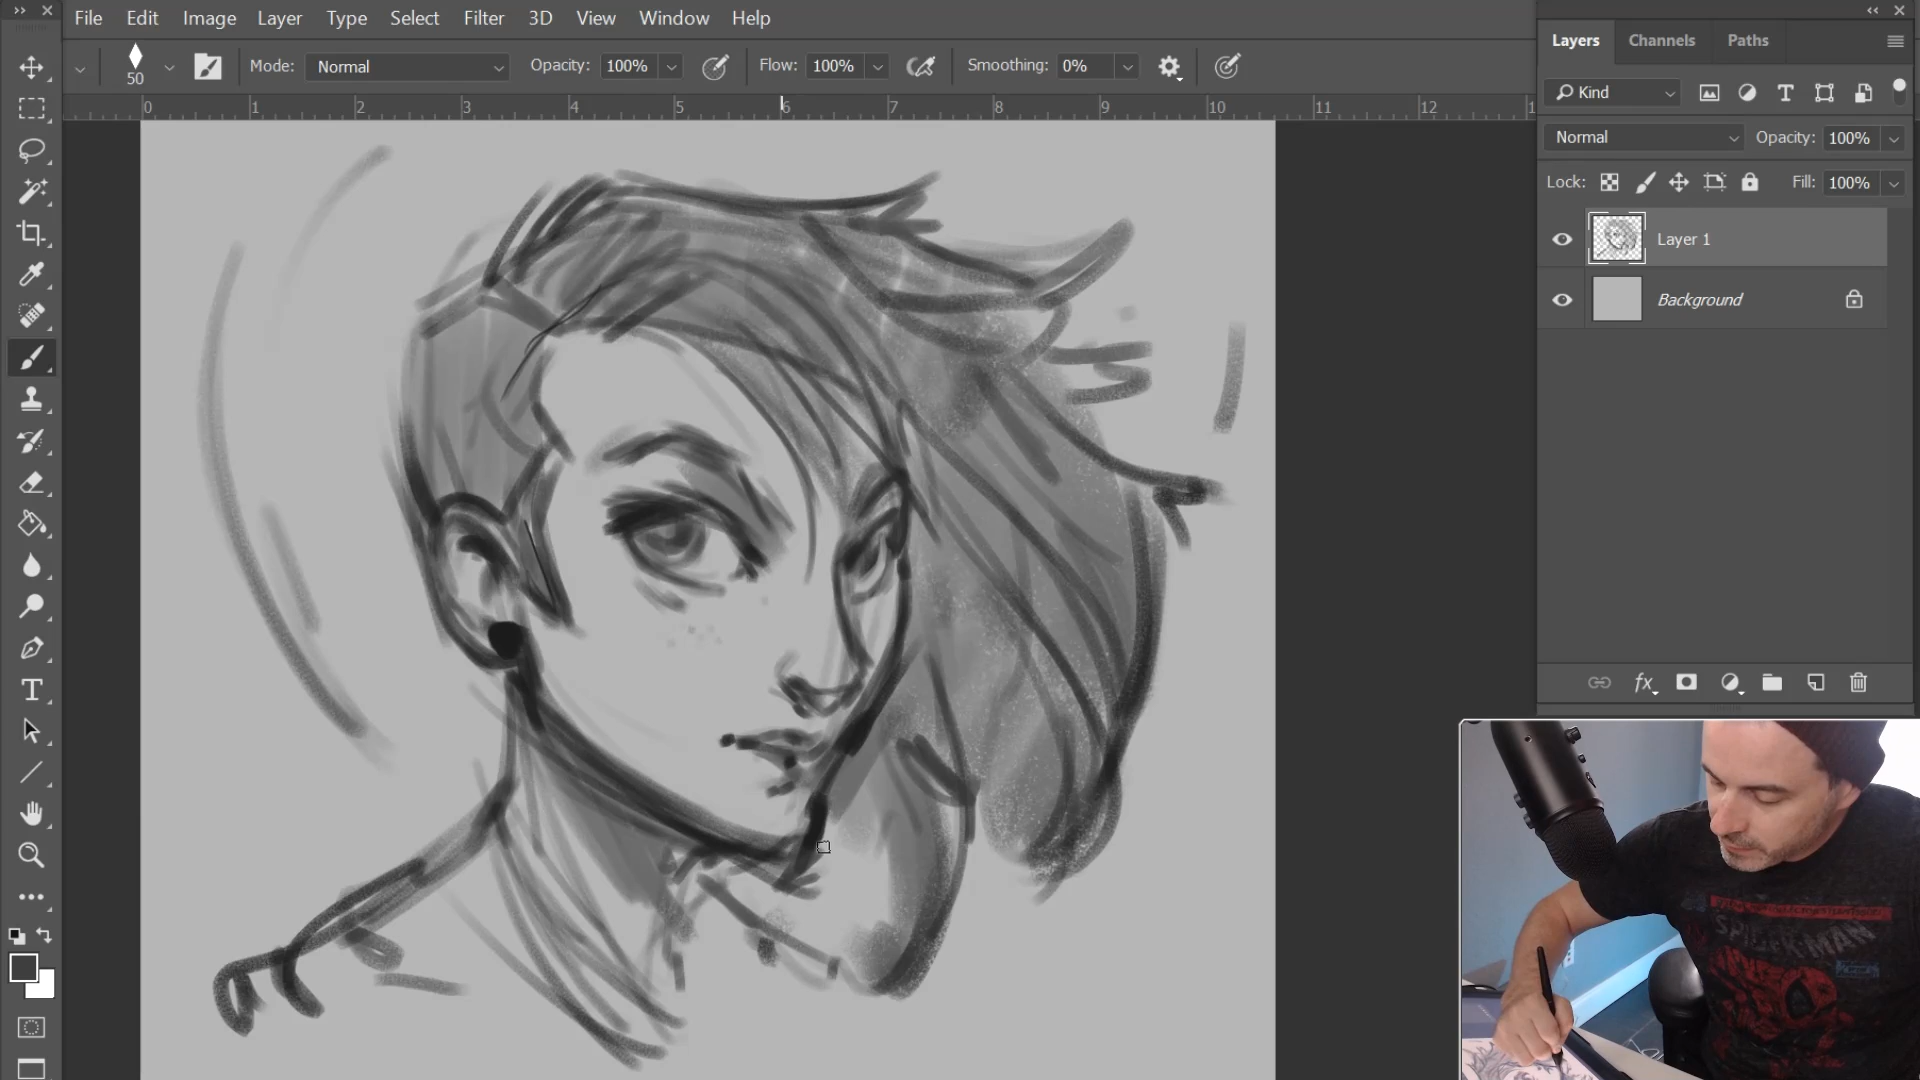 File Edit Image Layer Type Select Filter 3D View Window Help
50 Mode: Normal Opacity: 100% Flow: 100% Smoothing: 0%
0 1 2 3 4 5 6 7 8 9 10 11 12 1
Layers Channels Paths
Kind
Normal Opacity: 100%
Lock: Fill: 100%
Layer 1
Background
fx
SPIDER-MAN